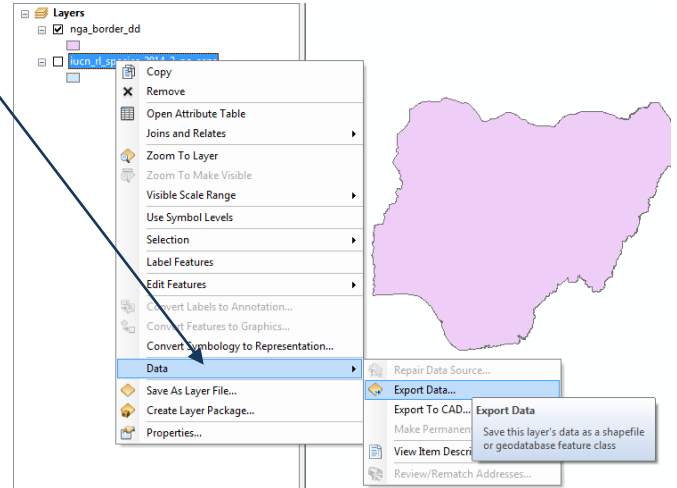 Layers
nga_border_dd
iucn_rl_species_2014_2_no_sens
Copy
Remove
Open Attribute Table
Joins and Relates
Zoom To Layer
Zoom To Make Visible
Visible Scale Range
Use Symbol Levels
Selection
Label Features
Edit Features
Convert Labels to Annotation...
Convert Features to Graphics...
Convert Symbology to Representation...
Data
Save As Layer File...
Create Layer Package...
Properties...
Repair Data Source...
Export Data...
Export To CAD...
Make Permanen
View Item Descri
Review/Rematch Addresses...
Export Data
Save this layer's data as a shapefile
or geodatabase feature class